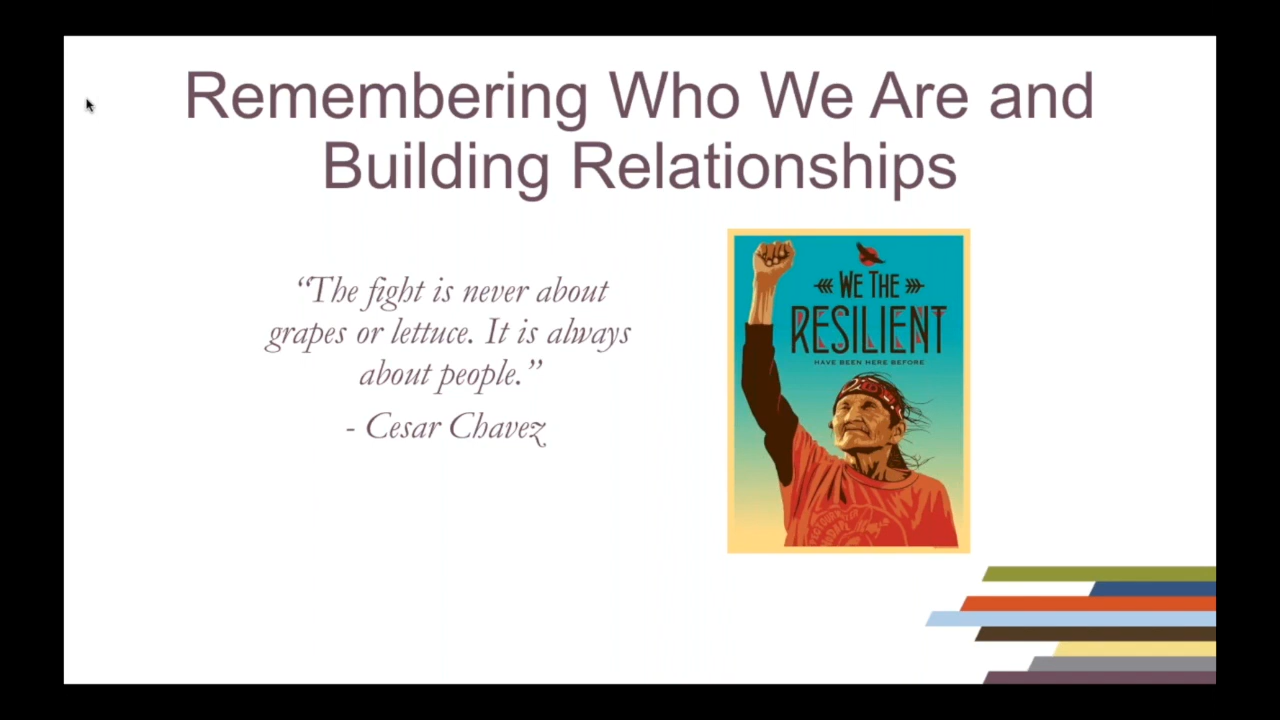 Remembering Who We Are and
Building Relationships
“The fight is never about
grapes or lettuce. It is always
about people.”
- Cesar Chavez
WE THE
RESILIENT
HAVE BEEN HERE BEFORE